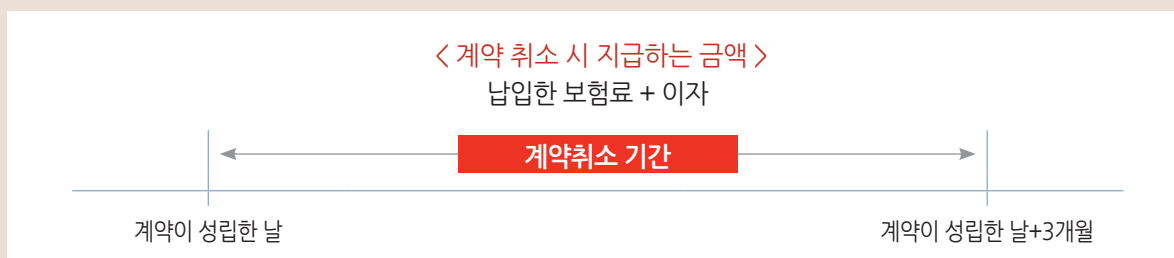 < 계약 취소 시 지급하는 금액 >
납입한 보험료 + 이자
계약취소 기간
계약이 성립한 날
계약이 성립한 날+3개월